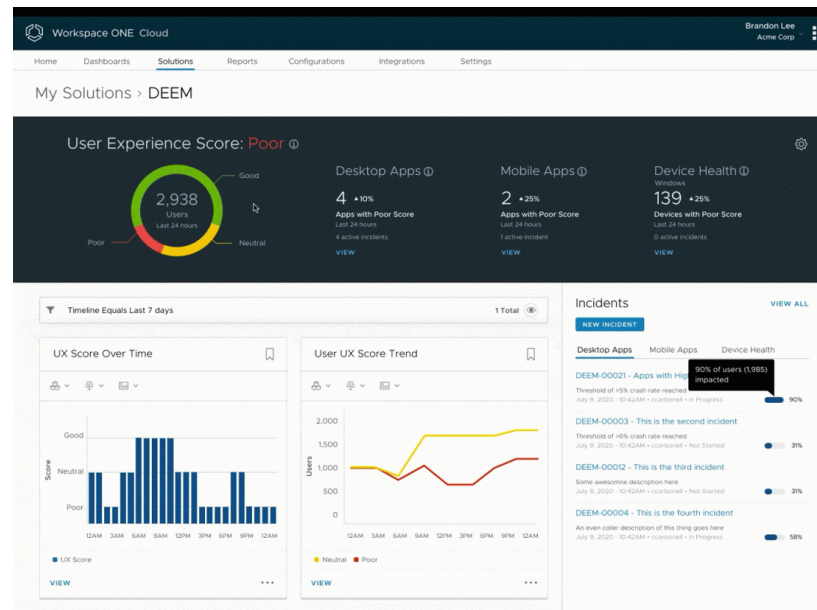 Workspace ONE Cloud
Brandon Lee
Acme Corp
Home Dashboards Solutions Reports Configurations Integrations Settings
My Solutions > DEEM
User Experience Score: Poor
2,938
Users
Last 24 hours
Good
Poor
Neutral
Desktop Apps
4 ▲10%
Apps with Poor Score
Last 24 hours
4 active incidents
VIEW
Mobile Apps
2 ▲25%
Apps with Poor Score
Last 24 hours
1 active incident
VIEW
Device Health
Windows
139 ▲25%
Devices with Poor Score
Last 24 hours
0 active incidents
VIEW
Timeline Equals Last 7 days
1 Total
UX Score Over Time
Score
Good
Neutral
Poor
12AM 3AM 6AM 9AM 12PM 3PM 6PM 9PM 12AM
UX Score
VIEW
User UX Score Trend
Users
2,000
1,500
1,000
500
0
12AM 3AM 6AM 9AM 12PM 3PM 6PM 9PM 12AM
Neutral Poor
VIEW
Incidents
VIEW ALL
NEW INCIDENT
Desktop Apps Mobile Apps Device Health
90% of users (1,985)
impacted
DEEM-00021 - Apps with Hig
Threshold of >5% crash rate reached
July 9, 2020 - 10:42AM • ccarbonell • In Progress
90%
DEEM-00003 - This is the second incident
Threshold of >6% crash rate reached
July 9, 2020 - 10:42AM • ccarbonell • Not Started
31%
DEEM-00012 - This is the third incident
Some awesomne description here
July 9, 2020 - 10:42AM • ccarbonell • Not Started
31%
DEEM-00004 - This is the fourth incident
An even coller description of this thing goes here
July 9, 2020 - 10:42AM • ccarbonell • In Progress
58%